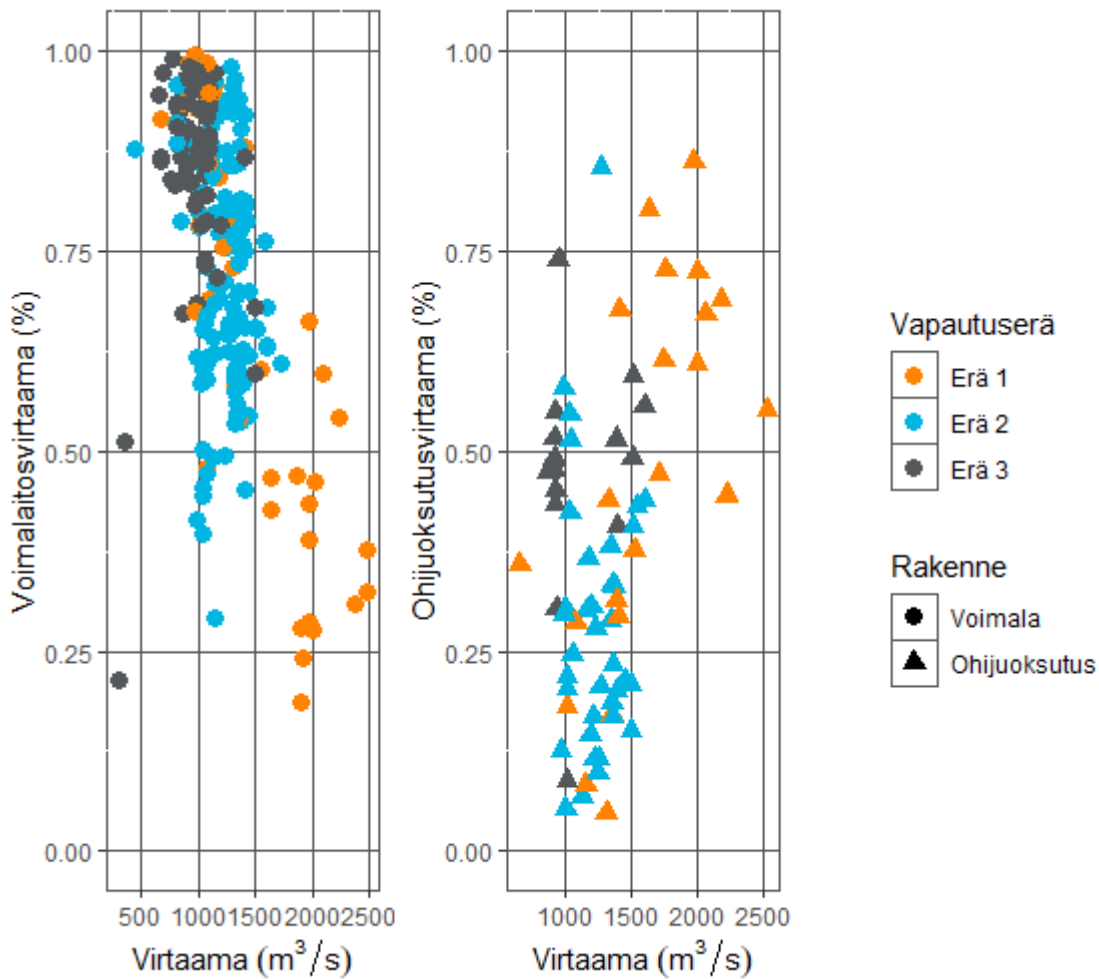 Voimalaitosvirtaama (%)
1.00
0.75
0.50
0.25
0.00
500 1000 1500 2000 2500
Virtaama (m³/s)
Ohijuoksutusvirtaama (%)
1.00
0.75
0.50
0.25
0.00
1000 1500 2000 2500
Virtaama (m³/s)
Vapautuserä
Erä 1
Erä 2
Erä 3
Rakenne
Voimala
Ohijuoksutus